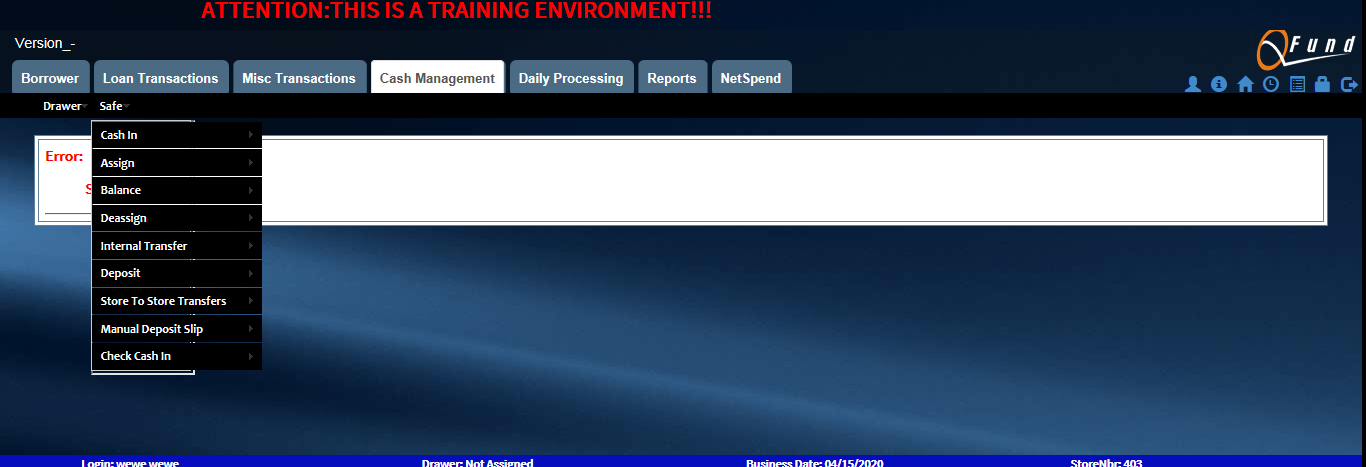 ATTENTION:THIS IS A TRAINING ENVIRONMENT!!!
Version_-
Fund
Borrower Loan Transactions Misc Transactions Cash Management Daily Processing Reports NetSpend
Drawer Safe
Cash In
Error:
Assign
Balance
Deassign
Internal Transfer
Deposit
Store To Store Transfers
Manual Deposit Slip
Check Cash In
Login: wewe wewe Drawer: Not Assigned Business Date: 04/15/2020 StoreNbr: 403